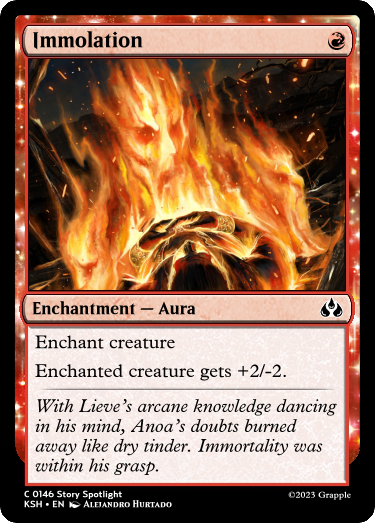 Immolation
Enchantment — Aura
Enchant creature
Enchanted creature gets +2/-2.
With Lieve's arcane knowledge dancing
in his mind, Anoa's doubts burned
away like dry tinder. Immortality was
within his grasp.
C 0146 Story Spotlight
KSH • EN Alejandro Hurtado
©2023 Grapple